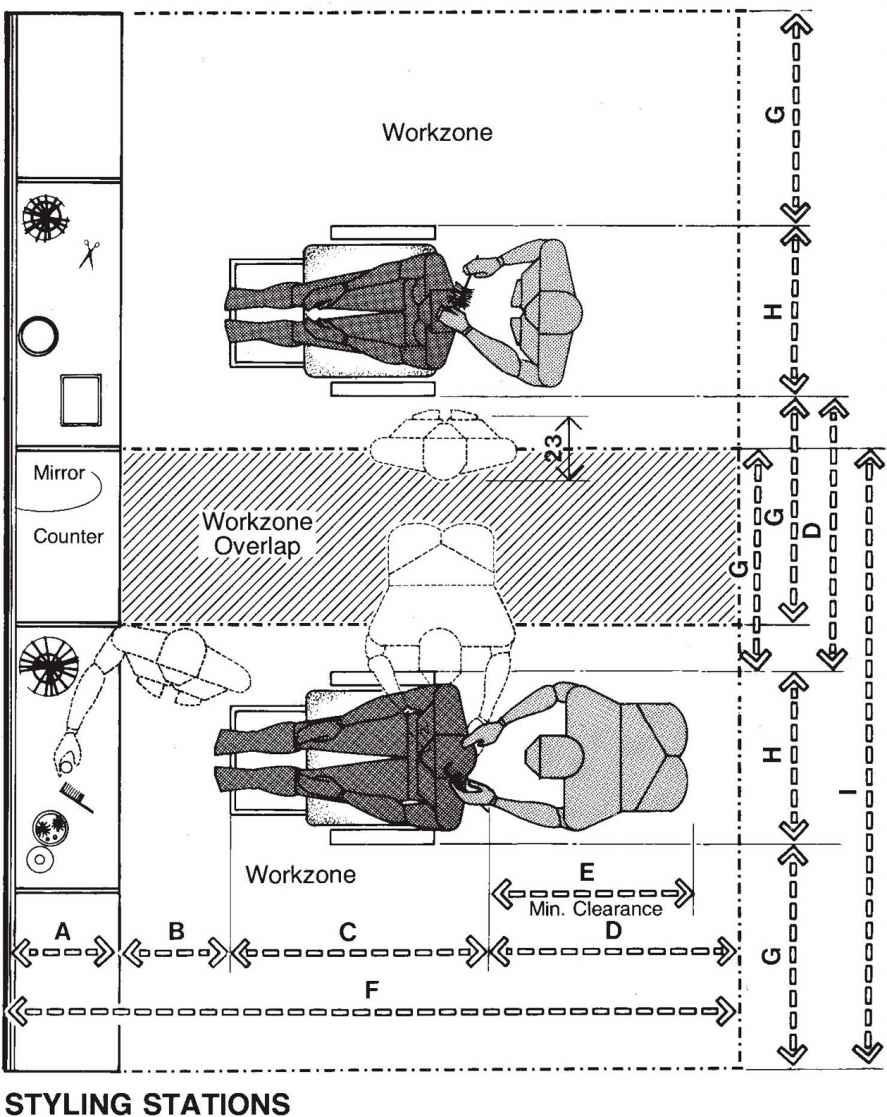 Workzone
G
H
23
Mirror
Counter
Workzone
Overlap
G
G
D
H
I
Workzone
E
Min. Clearance
A
B
C
D
G
F
STYLING STATIONS